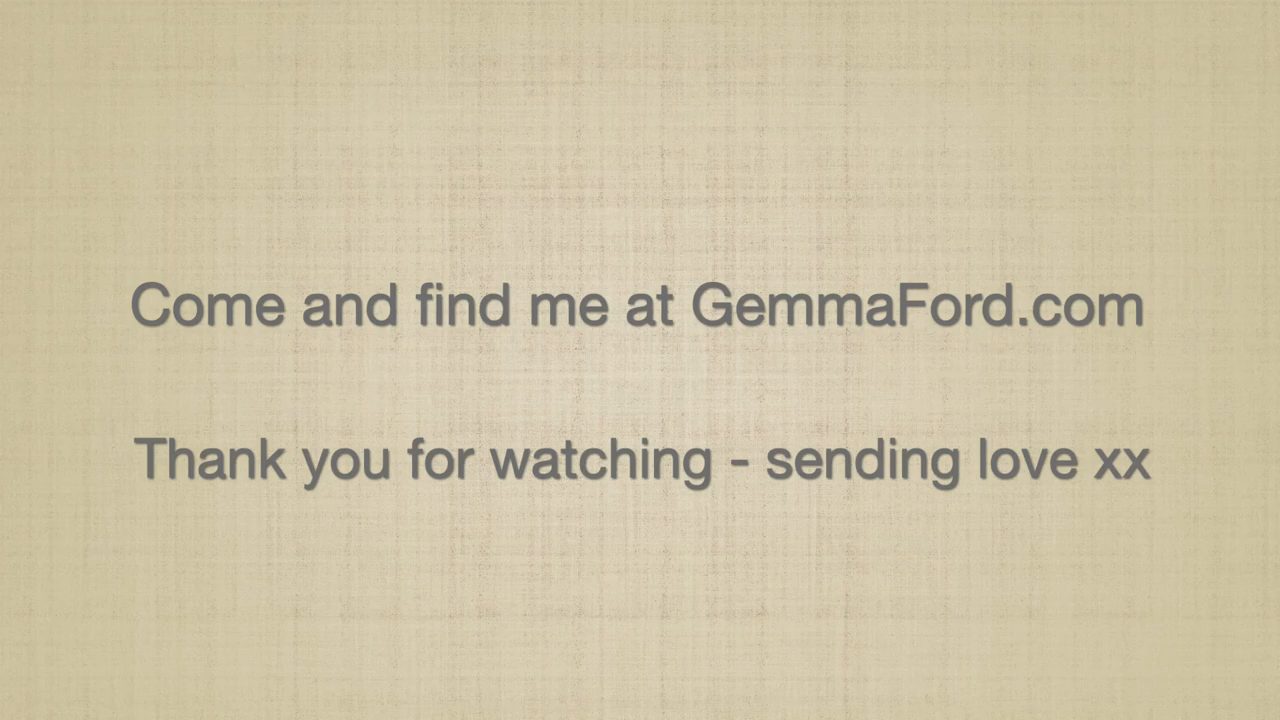 Come and find me at GemmaFord.com
Thank you for watching - sending love xx